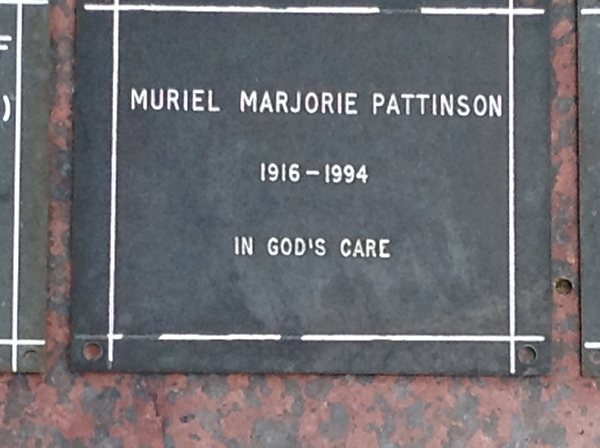 MURIEL MARJORIE PATTINSON
1916-1994
IN GOD'S CARE